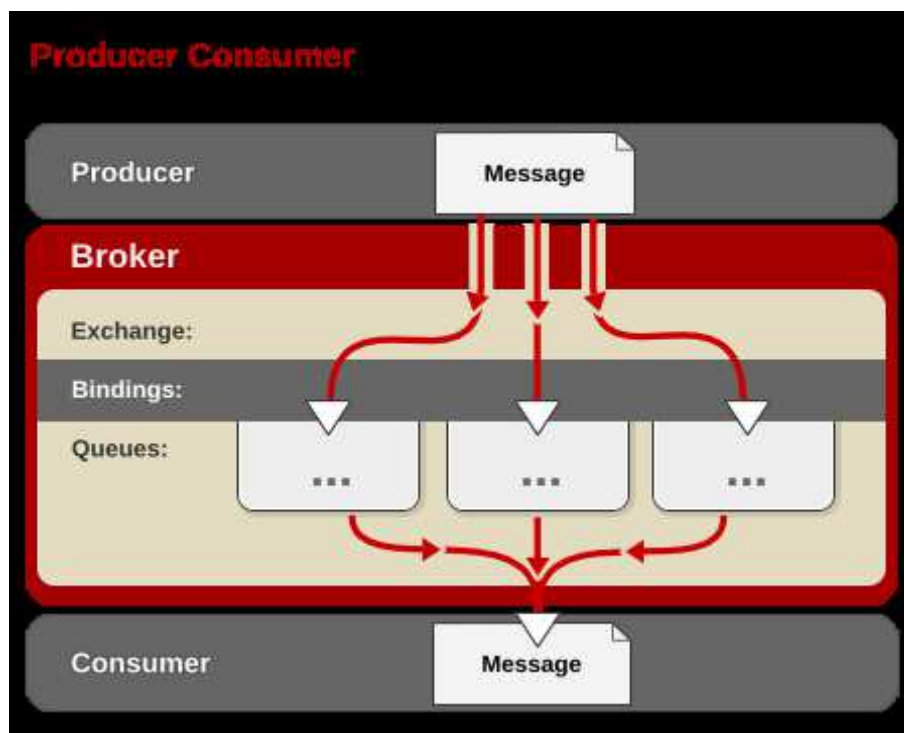 Producer Consumer
Producer
Message
Broker
Exchange:
Bindings:
Queues:
... ... ...
Consumer
Message